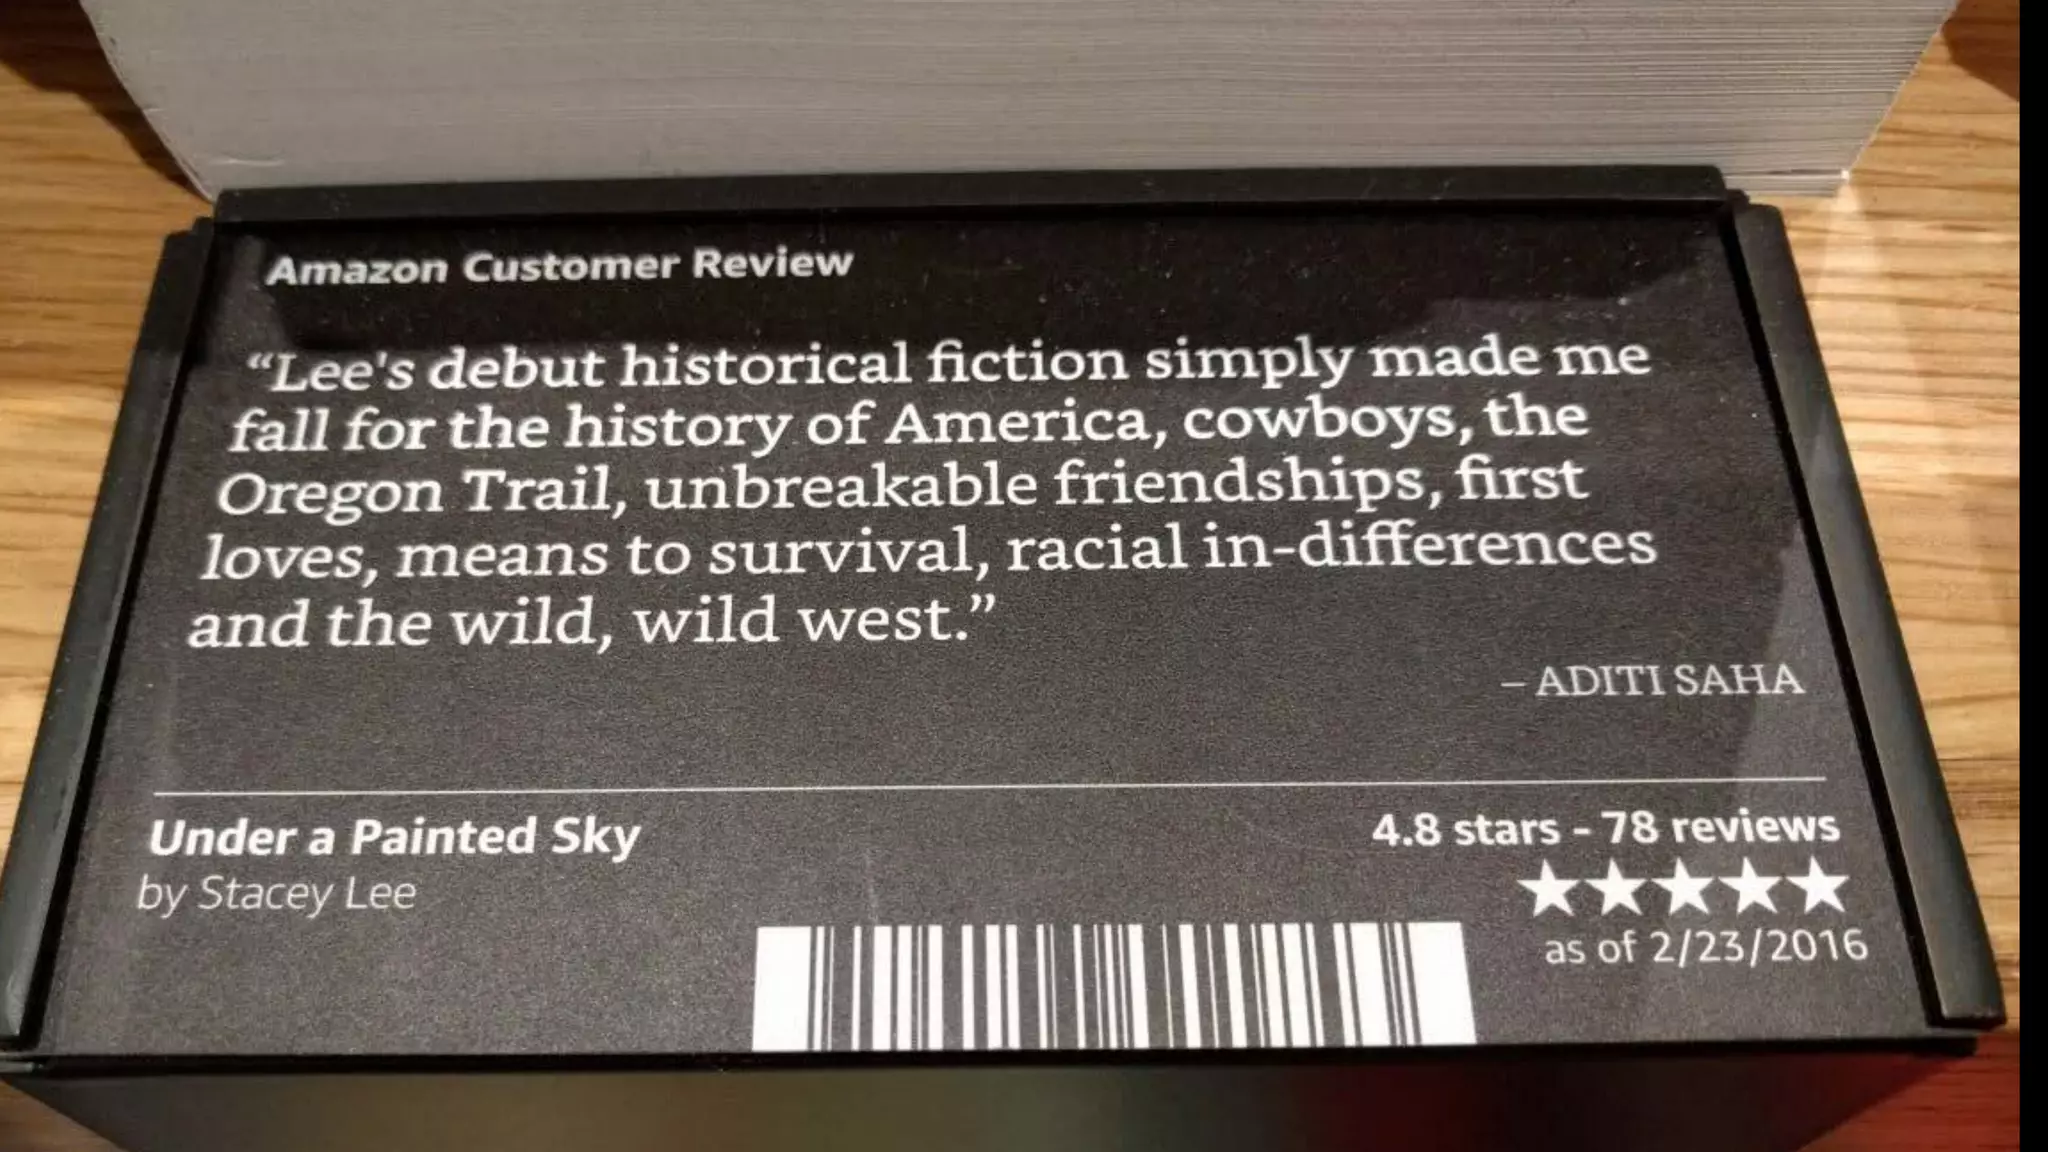 Amazon Customer Review
“Lee's debut historical fiction simply made me
fall for the history of America, cowboys, the
Oregon Trail, unbreakable friendships, first
loves, means to survival, racial in-differences
and the wild, wild west.”
– ADITI SAHA
Under a Painted Sky
by Stacey Lee
4.8 stars - 78 reviews
as of 2/23/2016